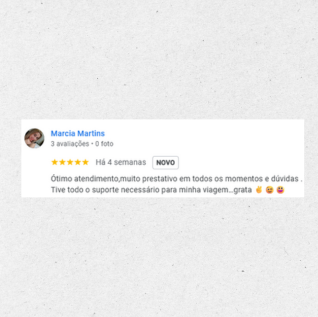 Marcia Martins
3 avaliações • 0 foto
★★★★★ Há 4 semanas NOVO
Ótimo atendimento,muito prestativo em todos os momentos e dúvidas .
Tive todo o suporte necessário para minha viagem...grata